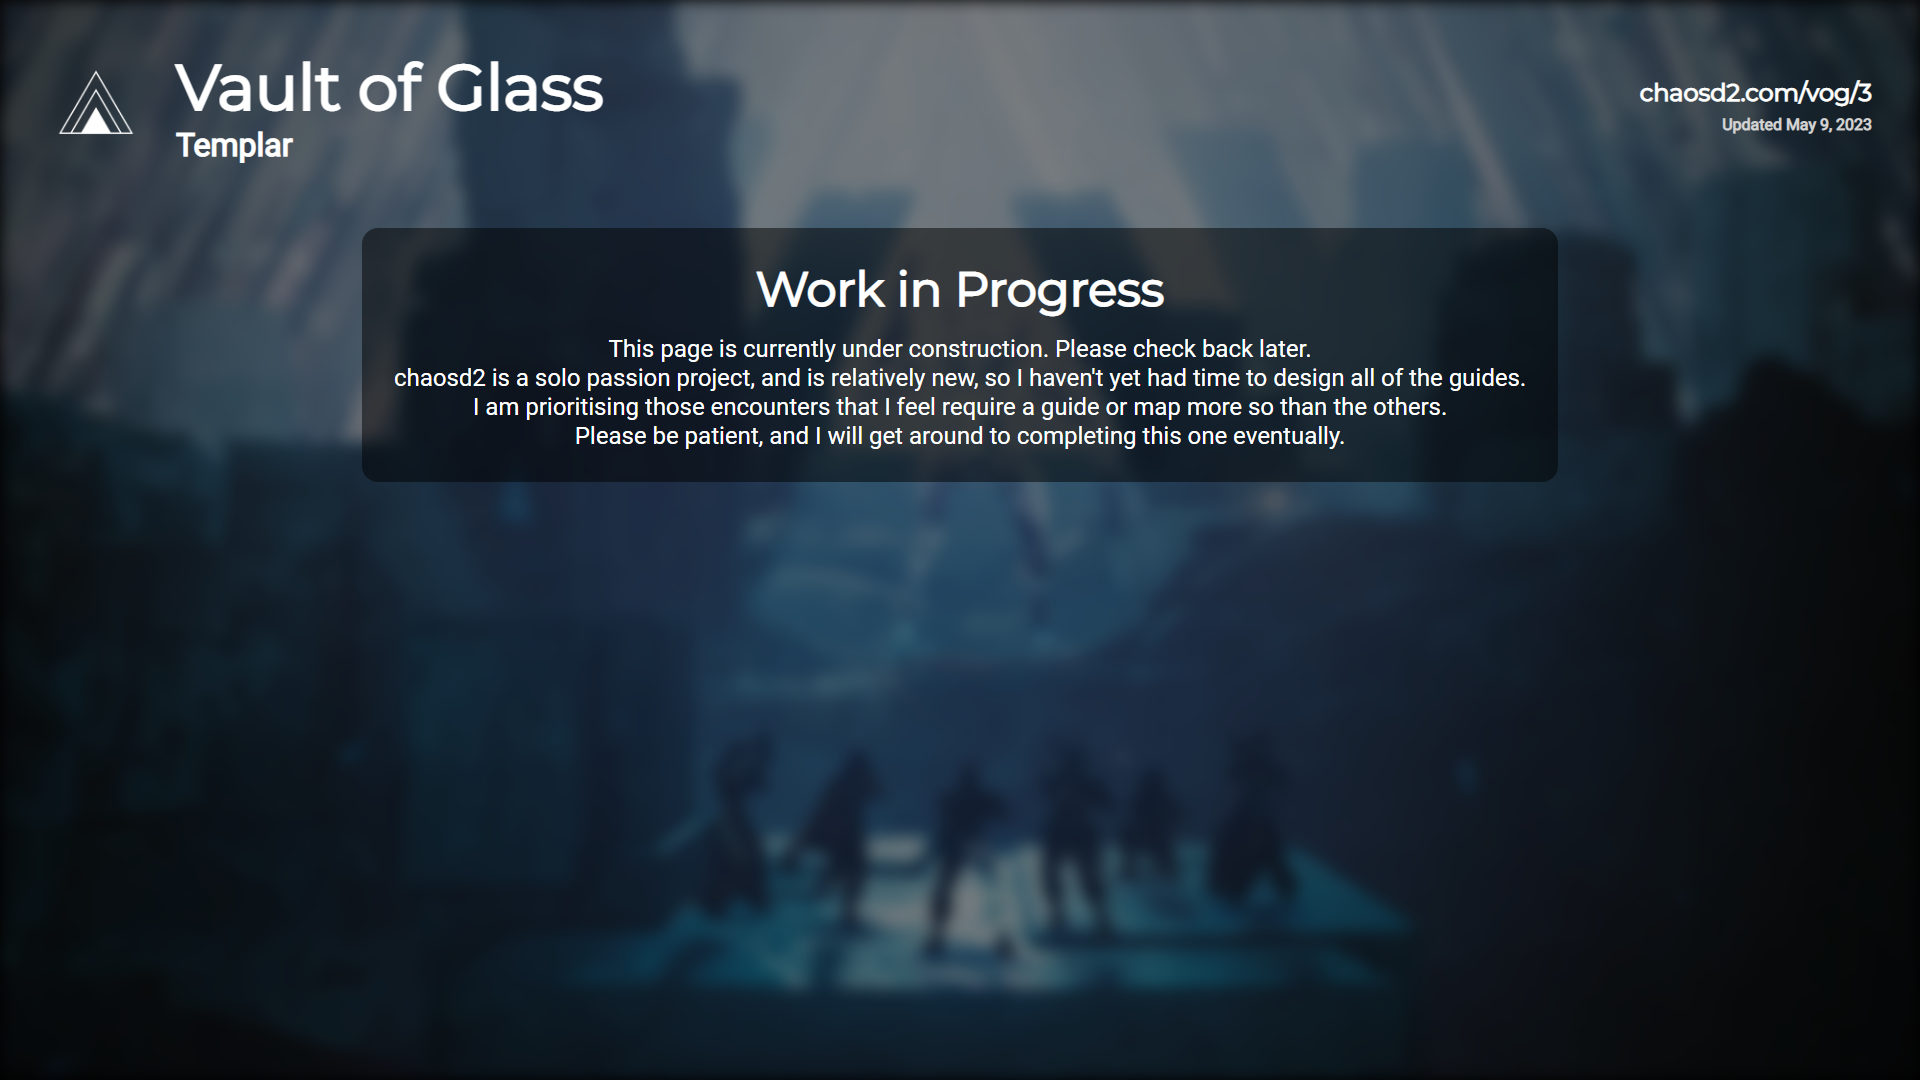 Vault of Glass
Templar
chaosd2.com/vog/3
Updated May 9, 2023
Work in Progress
This page is currently under construction. Please check back later.
chaosd2 is a solo passion project, and is relatively new, so I haven't yet had time to design all of the guides.
I am prioritising those encounters that I feel require a guide or map more so than the others.
Please be patient, and I will get around to completing this one eventually.